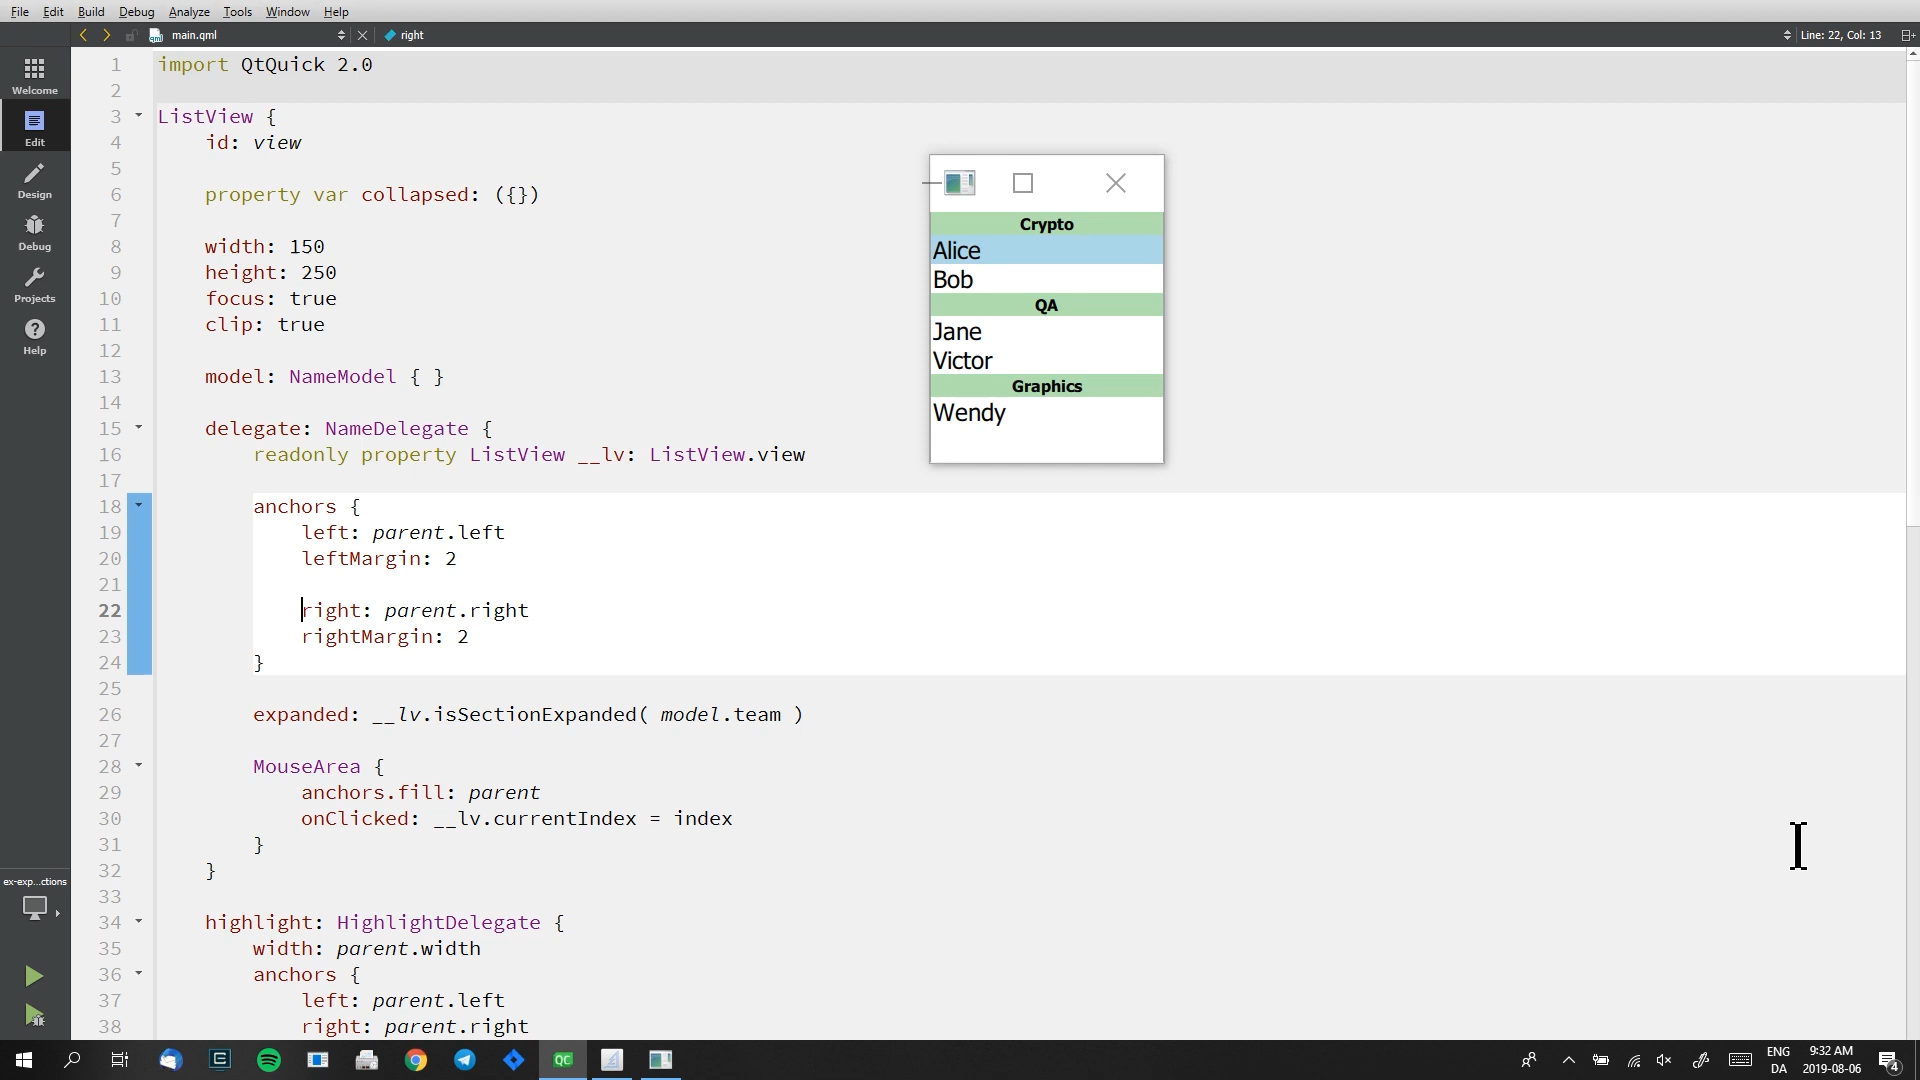 File Edit Build Debug Analyze Tools Window Help
main.qml right Line: 22, Col: 13
Welcome
Edit
Design
Debug
Projects
Help
ex-exp...ctions
1 import QtQuick 2.0
2
3 ListView {
4 id: view
5
6 property var collapsed: ({})
7
8 width: 150
9 height: 250
10 focus: true
11 clip: true
12
13 model: NameModel { }
14
15 delegate: NameDelegate {
16 readonly property ListView __lv: ListView.view
17
18 anchors {
19 left: parent.left
20 leftMargin: 2
21
22 right: parent.right
23 rightMargin: 2
24 }
25
26 expanded: __lv.isSectionExpanded( model.team )
27
28 MouseArea {
29 anchors.fill: parent
30 onClicked: __lv.currentIndex = index
31 }
32 }
33
34 highlight: HighlightDelegate {
35 width: parent.width
36 anchors {
37 left: parent.left
38 right: parent.right
Crypto
Alice
Bob
QA
Jane
Victor
Graphics
Wendy
QC
ENG
DA
9:32 AM
2019-08-06
4